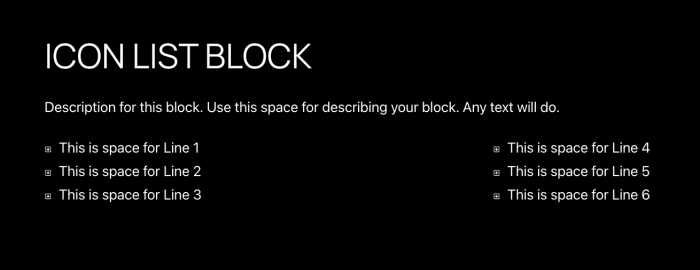 ICON LIST BLOCK
Description for this block. Use this space for describing your block. Any text will do.
This is space for Line 1
This is space for Line 2
This is space for Line 3
This is space for Line 4
This is space for Line 5
This is space for Line 6